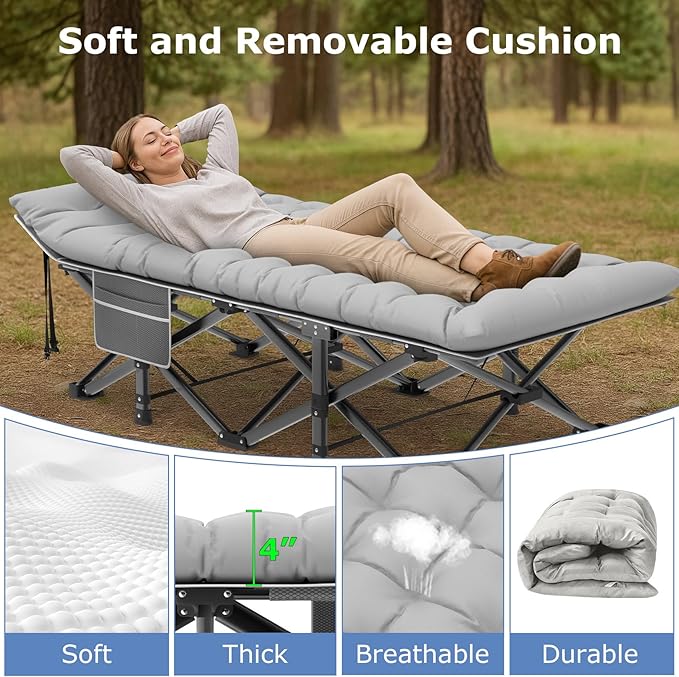 Soft and Removable Cushion
4″
Soft
Thick
Breathable
Durable